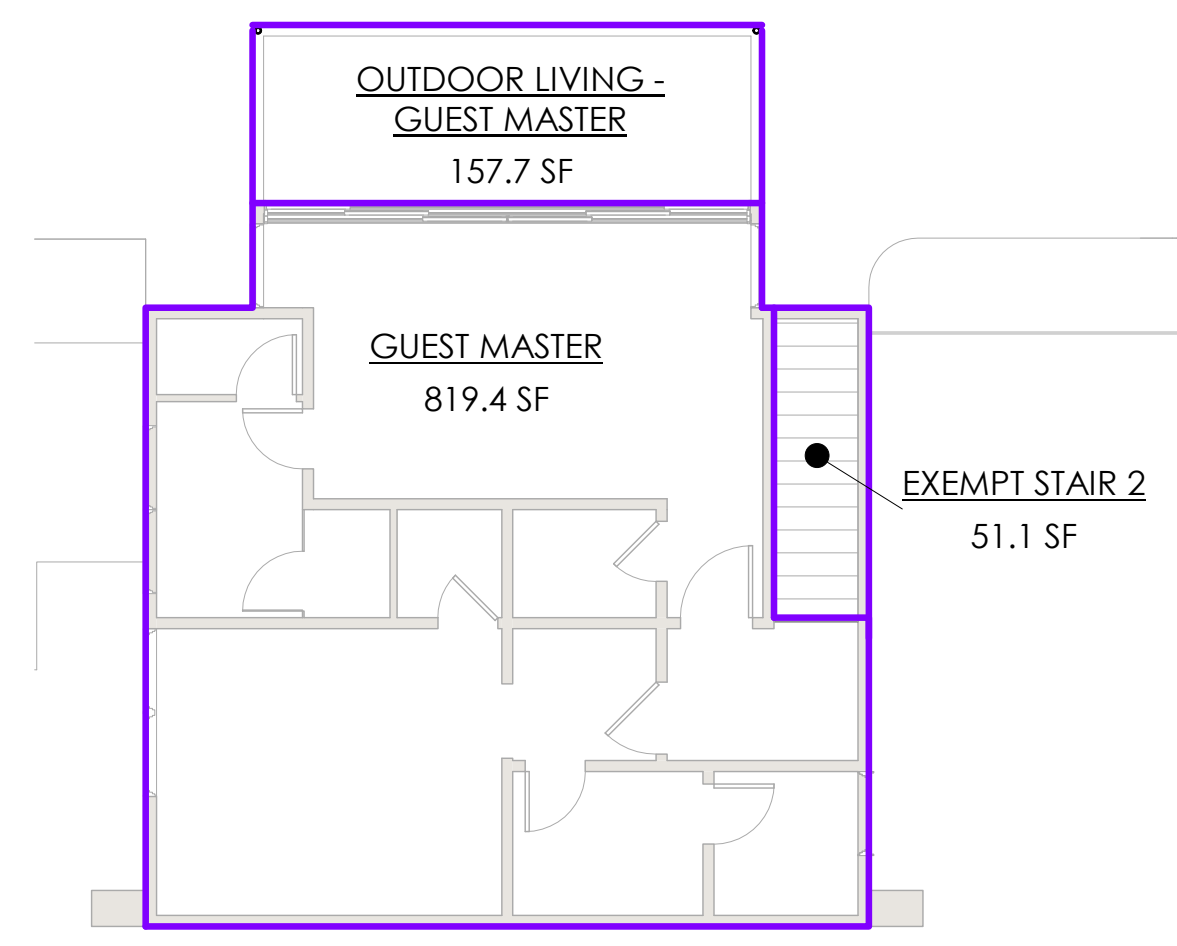 OUTDOOR LIVING -
GUEST MASTER
157.7 SF
GUEST MASTER
819.4 SF
EXEMPT STAIR 2
51.1 SF